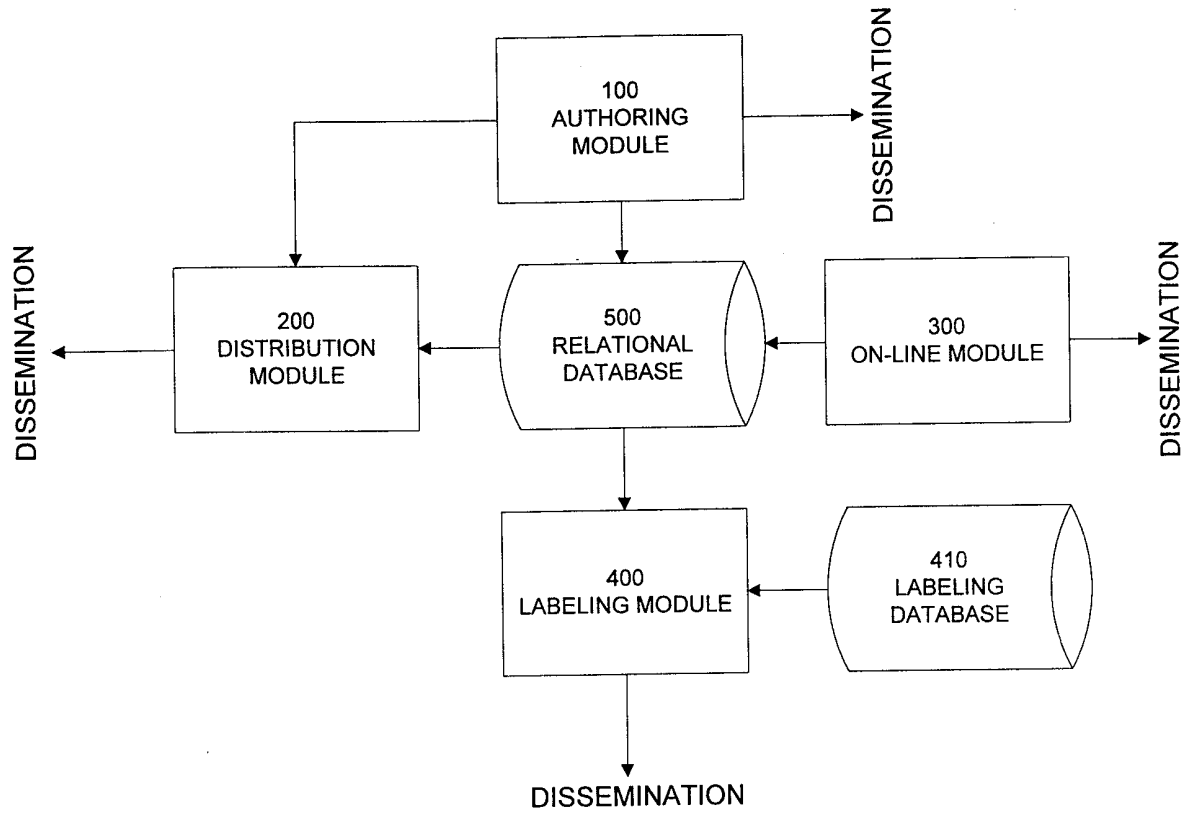 100
AUTHORING
MODULE
DISSEMINATION
DISSEMINATION
200
DISTRIBUTION
MODULE
500
RELATIONAL
DATABASE
300
ON-LINE MODULE
DISSEMINATION
400
LABELING MODULE
410
LABELING
DATABASE
DISSEMINATION